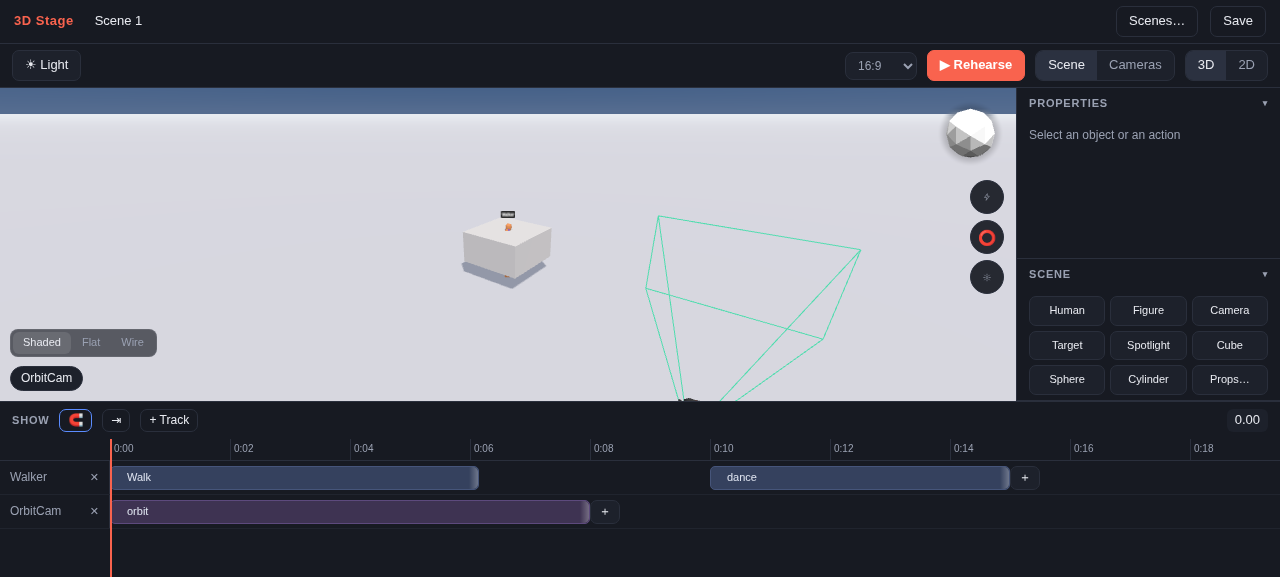 3D Stage
Scene 1
Scenes…
Save
☀ Light
16:9
▶ Rehearse
Scene
Cameras
3D
2D
PROPERTIES
Select an object or an action
Shaded
Flat
Wire
OrbitCam
SCENE
Human
Figure
Camera
Target
Spotlight
Cube
Sphere
Cylinder
Props…
SHOW
+ Track
0.00
0:00
0:02
0:04
0:06
0:08
0:10
0:12
0:14
0:16
0:18
Walker ×
Walk
dance
+
OrbitCam ×
orbit
+